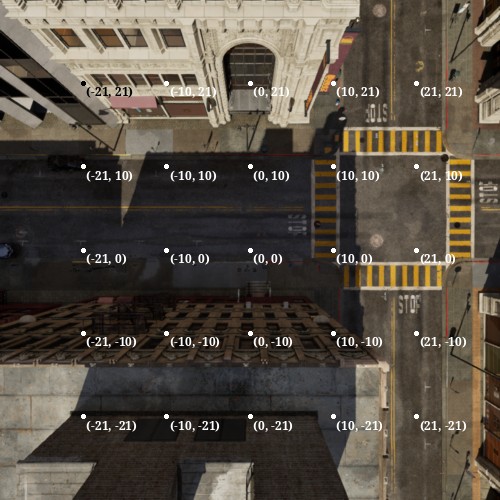 STOP
(-21, 21) (-10, 21) (0, 21) (10, 21) (21, 21)
(-21, 10) (-10, 10) (0, 10) (10, 10) (21, 10)
STOP
STOP
(-21, 0) (-10, 0) (0, 0) (10, 0) (21, 0)
STOP
(-21, -10) (-10, -10) (0, -10) (10, -10) (21, -10)
(-21, -21) (-10, -21) (0, -21) (10, -21) (21, -21)